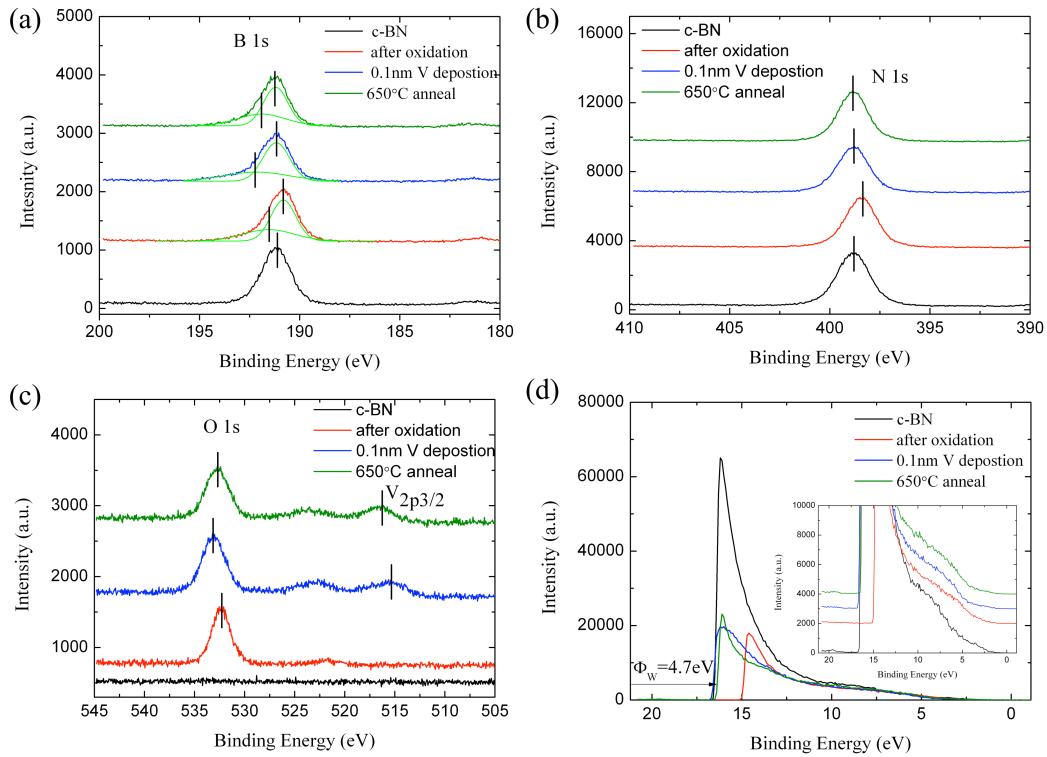 (a)
B 1s
c-BN
after oxidation
0.1nm V depostion
650°C anneal
5000
4000
3000
2000
1000
0
200
195
190
185
180
Intesnity (a.u.)
Binding Energy (eV)
(b)
c-BN
after oxidation
0.1nm V depostion
650°C anneal
N 1s
16000
12000
8000
4000
0
410
405
400
395
390
Intensity (a.u.)
Binding Energy (eV)
(c)
c-BN
after oxidation
0.1nm V depostion
650°C anneal
O 1s
V2p3/2
4000
3000
2000
1000
545
540
535
530
525
520
515
510
505
Intensity (a.u.)
Binding Energy (eV)
(d)
c-BN
after oxidation
0.1nm V depostion
650°C anneal
80000
60000
40000
20000
0
20
15
10
5
0
Intensity (a.u.)
Binding Energy (eV)
ΦW=4.7eV
10000
8000
6000
4000
2000
0
20
15
10
5
0
Intensity (a.u.)
Binding Energy (eV)